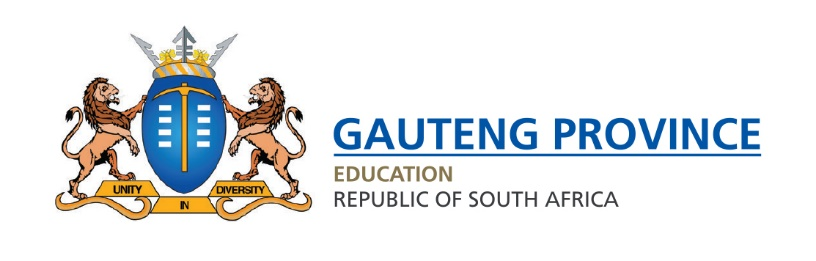 UNITY
IN
DIVERSITY
GAUTENG PROVINCE
EDUCATION
REPUBLIC OF SOUTH AFRICA